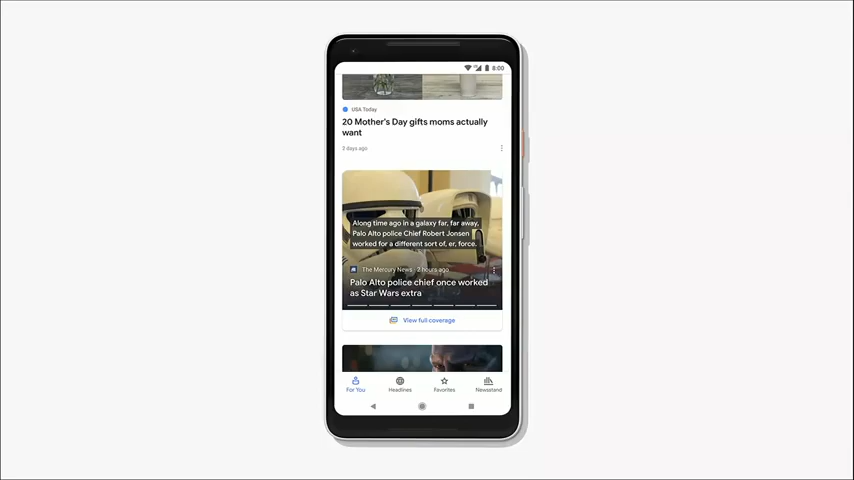 8:00
USA Today
20 Mother's Day gifts moms actually
want
2 days ago
Along time ago in a galaxy far, far away,
Palo Alto police Chief Robert Jonsen
worked for a different sort of, er, force.
The Mercury News · 2 hours ago
Palo Alto police chief once worked
as Star Wars extra
View full coverage
For You
Headlines
Favorites
Newsstand